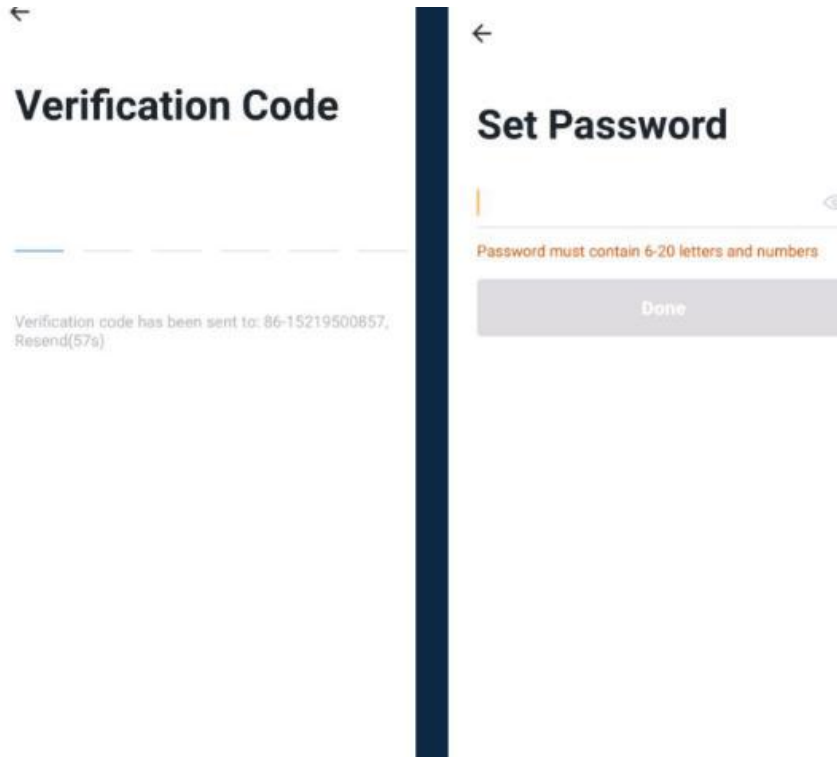 Verification Code
Verification code has been sent to: 86-15219500857,
Resend(57s)
Set Password
Password must contain 6-20 letters and numbers
Done